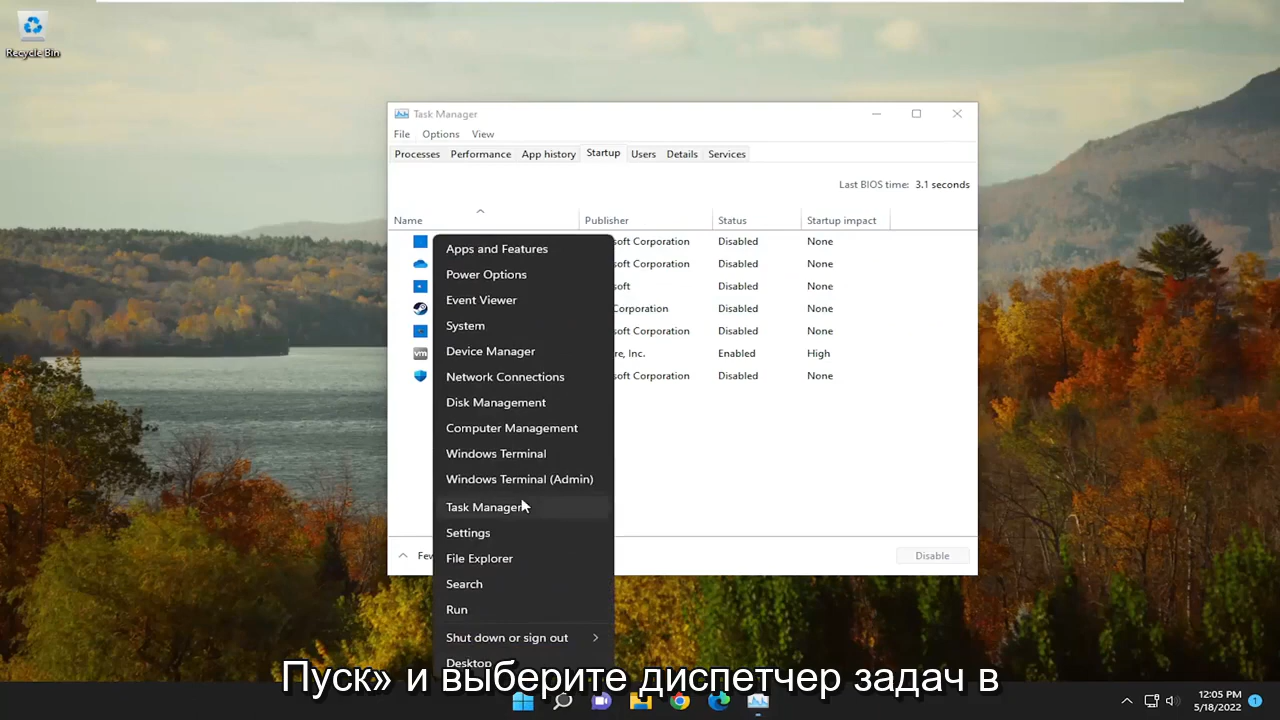 Recycle Bin
Task Manager
File Options View
Processes Performance App history Startup Users Details Services
Last BIOS time: 3.1 seconds
Name Publisher Status Startup impact
soft Corporation Disabled None
soft Corporation Disabled None
soft Disabled None
Corporation Disabled None
soft Corporation Disabled None
vm re, Inc. Enabled High
soft Corporation Disabled None
Few
Disable
Apps and Features
Power Options
Event Viewer
System
Device Manager
Network Connections
Disk Management
Computer Management
Windows Terminal
Windows Terminal (Admin)
Task Manager
Settings
File Explorer
Search
Run
Shut down or sign out
Desktop
Пуск» и выберите диспетчер задач в
12:05 PM
5/18/2022
1